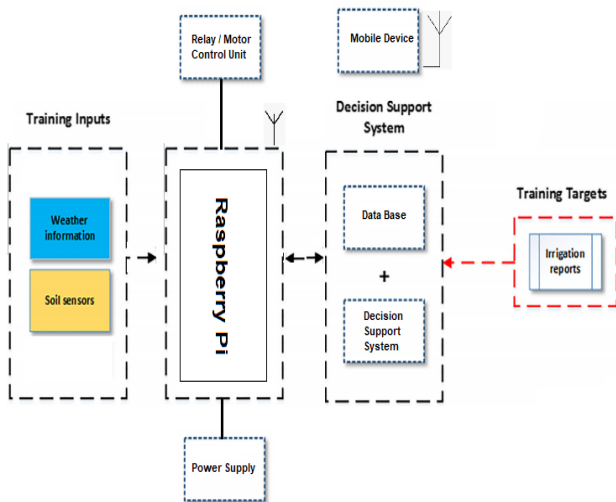 Relay / Motor
Control Unit
Mobile Device
Training Inputs
Decision Support
System
Training Targets
Weather
information
Soil sensors
Raspberry Pi
Data Base
+
Decision
Support
System
Irrigation
reports
Power Supply